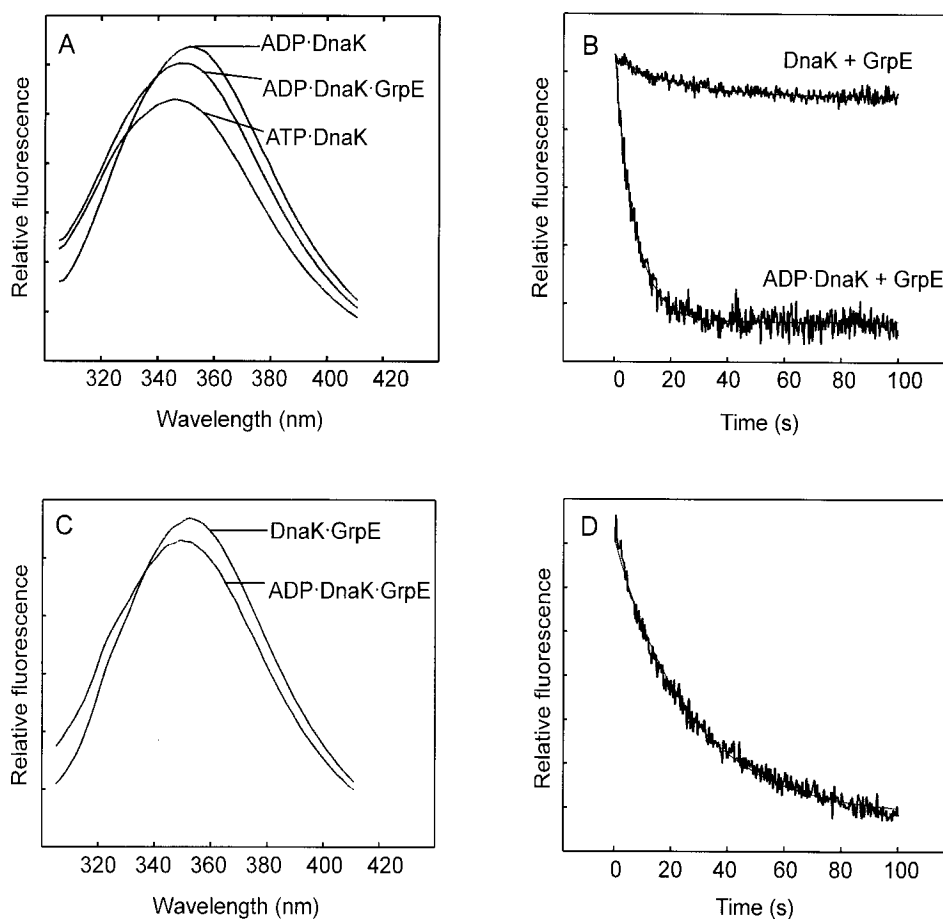 A
ADP·DnaK
ADP·DnaK·GrpE
ATP·DnaK
Relative fluorescence
320 340 360 380 400 420
Wavelength (nm)
B
DnaK + GrpE
ADP·DnaK + GrpE
Relative fluorescence
0 20 40 60 80 100
Time (s)
C
DnaK·GrpE
ADP·DnaK·GrpE
Relative fluorescence
320 340 360 380 400 420
Wavelength (nm)
D
Relative fluorescence
0 20 40 60 80 100
Time (s)